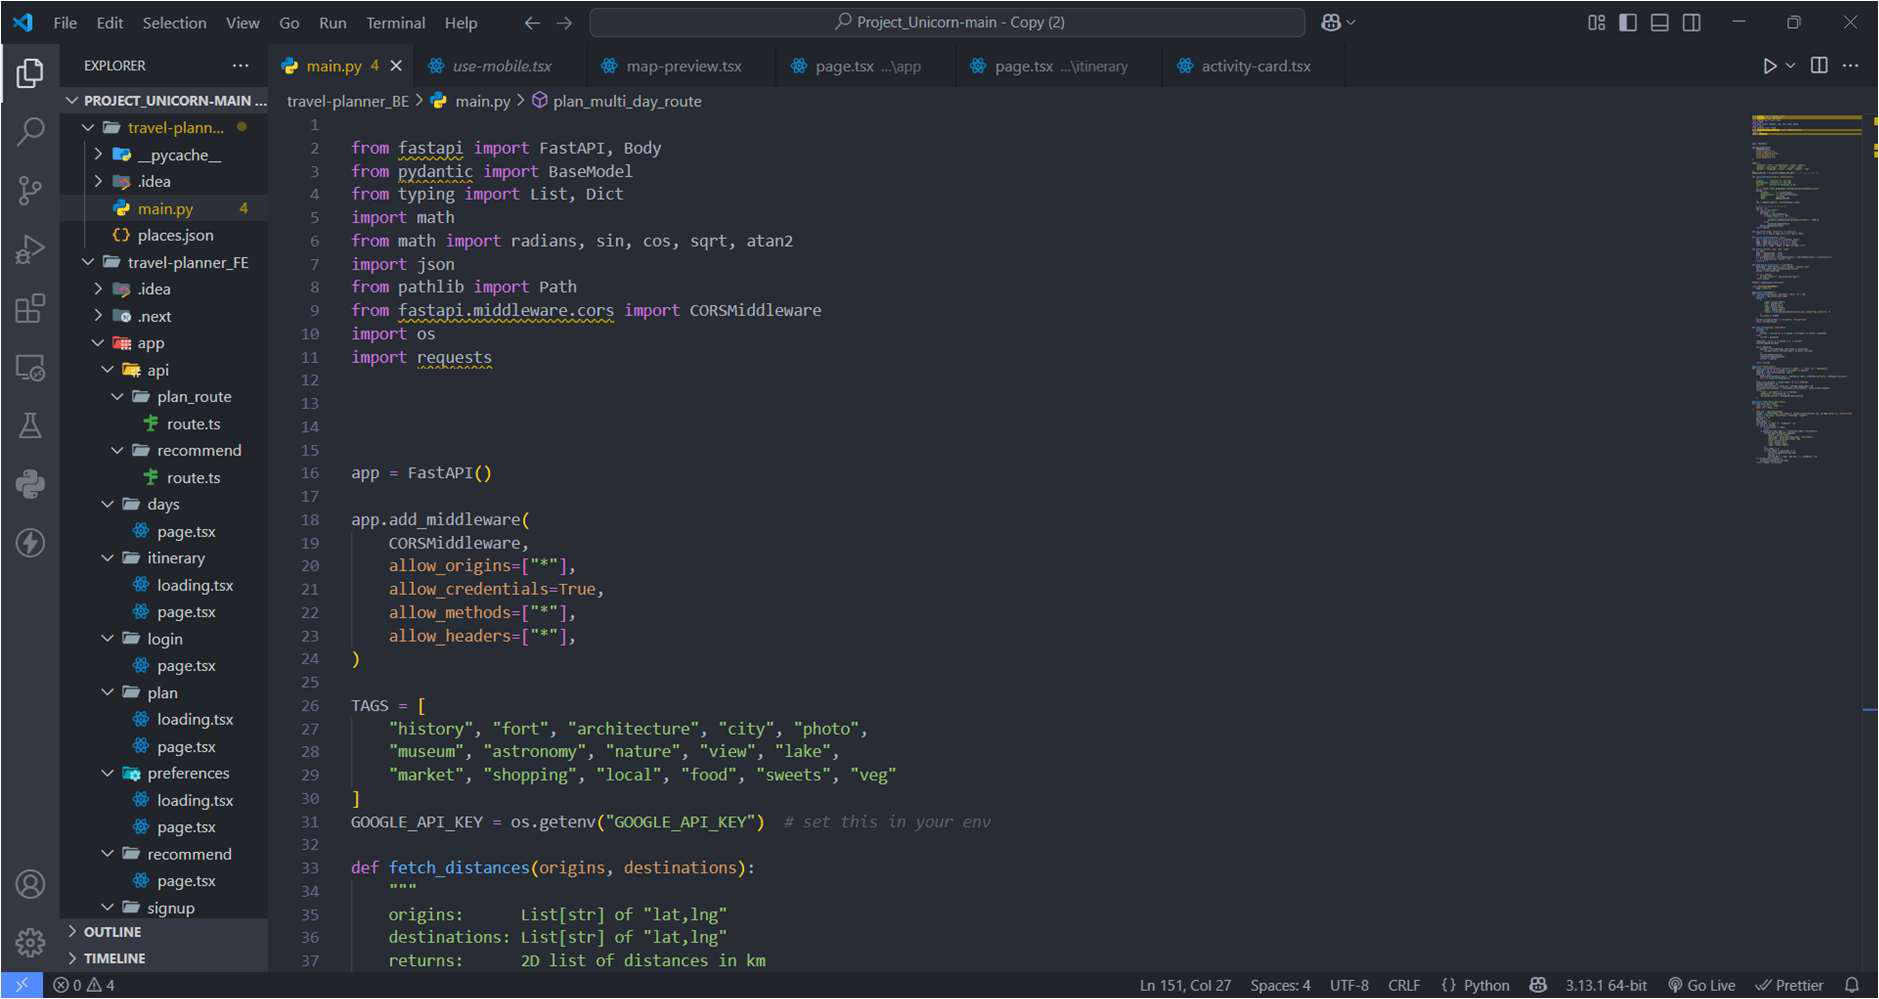 File Edit Selection View Go Run Terminal Help
Project_Unicorn-main - Copy (2)
EXPLORER
PROJECT_UNICORN-MAIN ...
travel-plann...
__pycache__
.idea
main.py 4
places.json
travel-planner_FE
.idea
.next
app
api
plan_route
route.ts
recommend
route.ts
days
page.tsx
itinerary
loading.tsx
page.tsx
login
page.tsx
plan
loading.tsx
page.tsx
preferences
loading.tsx
page.tsx
recommend
page.tsx
signup
OUTLINE
TIMELINE
main.py 4 use-mobile.tsx map-preview.tsx page.tsx ...\app page.tsx ...\itinerary activity-card.tsx
travel-planner_BE > main.py > plan_multi_day_route
1
2 from fastapi import FastAPI, Body
3 from pydantic import BaseModel
4 from typing import List, Dict
5 import math
6 from math import radians, sin, cos, sqrt, atan2
7 import json
8 from pathlib import Path
9 from fastapi.middleware.cors import CORSMiddleware
10 import os
11 import requests
12
13
14
15
16 app = FastAPI()
17
18 app.add_middleware(
19 CORSMiddleware,
20 allow_origins=["*"],
21 allow_credentials=True,
22 allow_methods=["*"],
23 allow_headers=["*"],
24 )
25
26 TAGS = [
27 "history", "fort", "architecture", "city", "photo",
28 "museum", "astronomy", "nature", "view", "lake",
29 "market", "shopping", "local", "food", "sweets", "veg"
30 ]
31 GOOGLE_API_KEY = os.getenv("GOOGLE_API_KEY") # set this in your env
32
33 def fetch_distances(origins, destinations):
34 """
35 origins: List[str] of "lat,lng"
36 destinations: List[str] of "lat,lng"
37 returns: 2D list of distances in km
0 4 Ln 151, Col 27 Spaces: 4 UTF-8 CRLF {} Python 3.13.1 64-bit Go Live Prettier